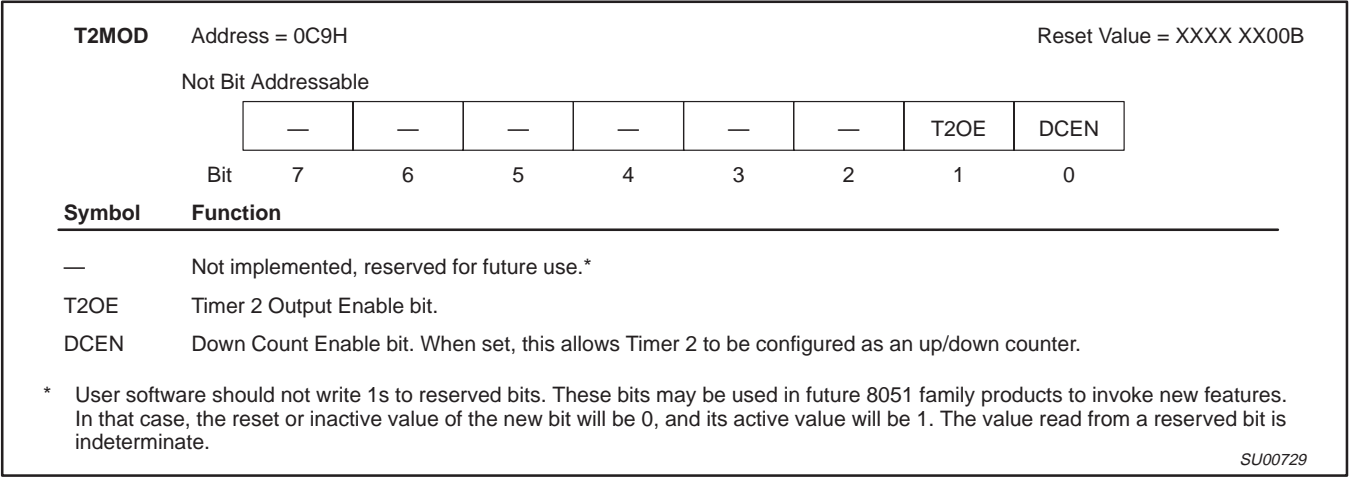 T2MOD Address = 0C9H Reset Value = XXXX XX00B
Not Bit Addressable
— — — — — — T2OE DCEN
Bit 7 6 5 4 3 2 1 0
Symbol Function
— Not implemented, reserved for future use.*
T2OE Timer 2 Output Enable bit.
DCEN Down Count Enable bit. When set, this allows Timer 2 to be configured as an up/down counter.
* User software should not write 1s to reserved bits. These bits may be used in future 8051 family products to invoke new features.
In that case, the reset or inactive value of the new bit will be 0, and its active value will be 1. The value read from a reserved bit is
indeterminate.
SU00729